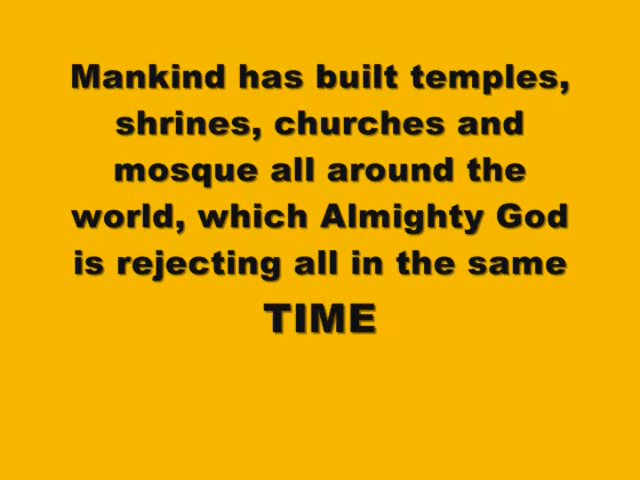 Mankind has built temples,
shrines, churches and
mosque all around the
world, which Almighty God
is rejecting all in the same
TIME